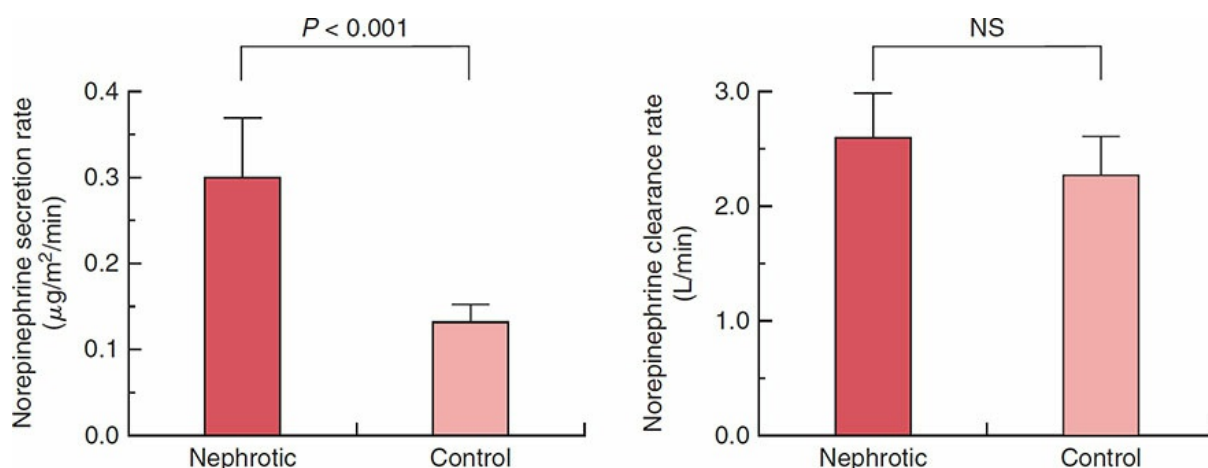 P < 0.001
Norepinephrine secretion rate
(μg/m²/min)
0.4
0.3
0.2
0.1
0.0
Nephrotic
Control
NS
Norepinephrine clearance rate
(L/min)
3.0
2.0
1.0
0.0
Nephrotic
Control